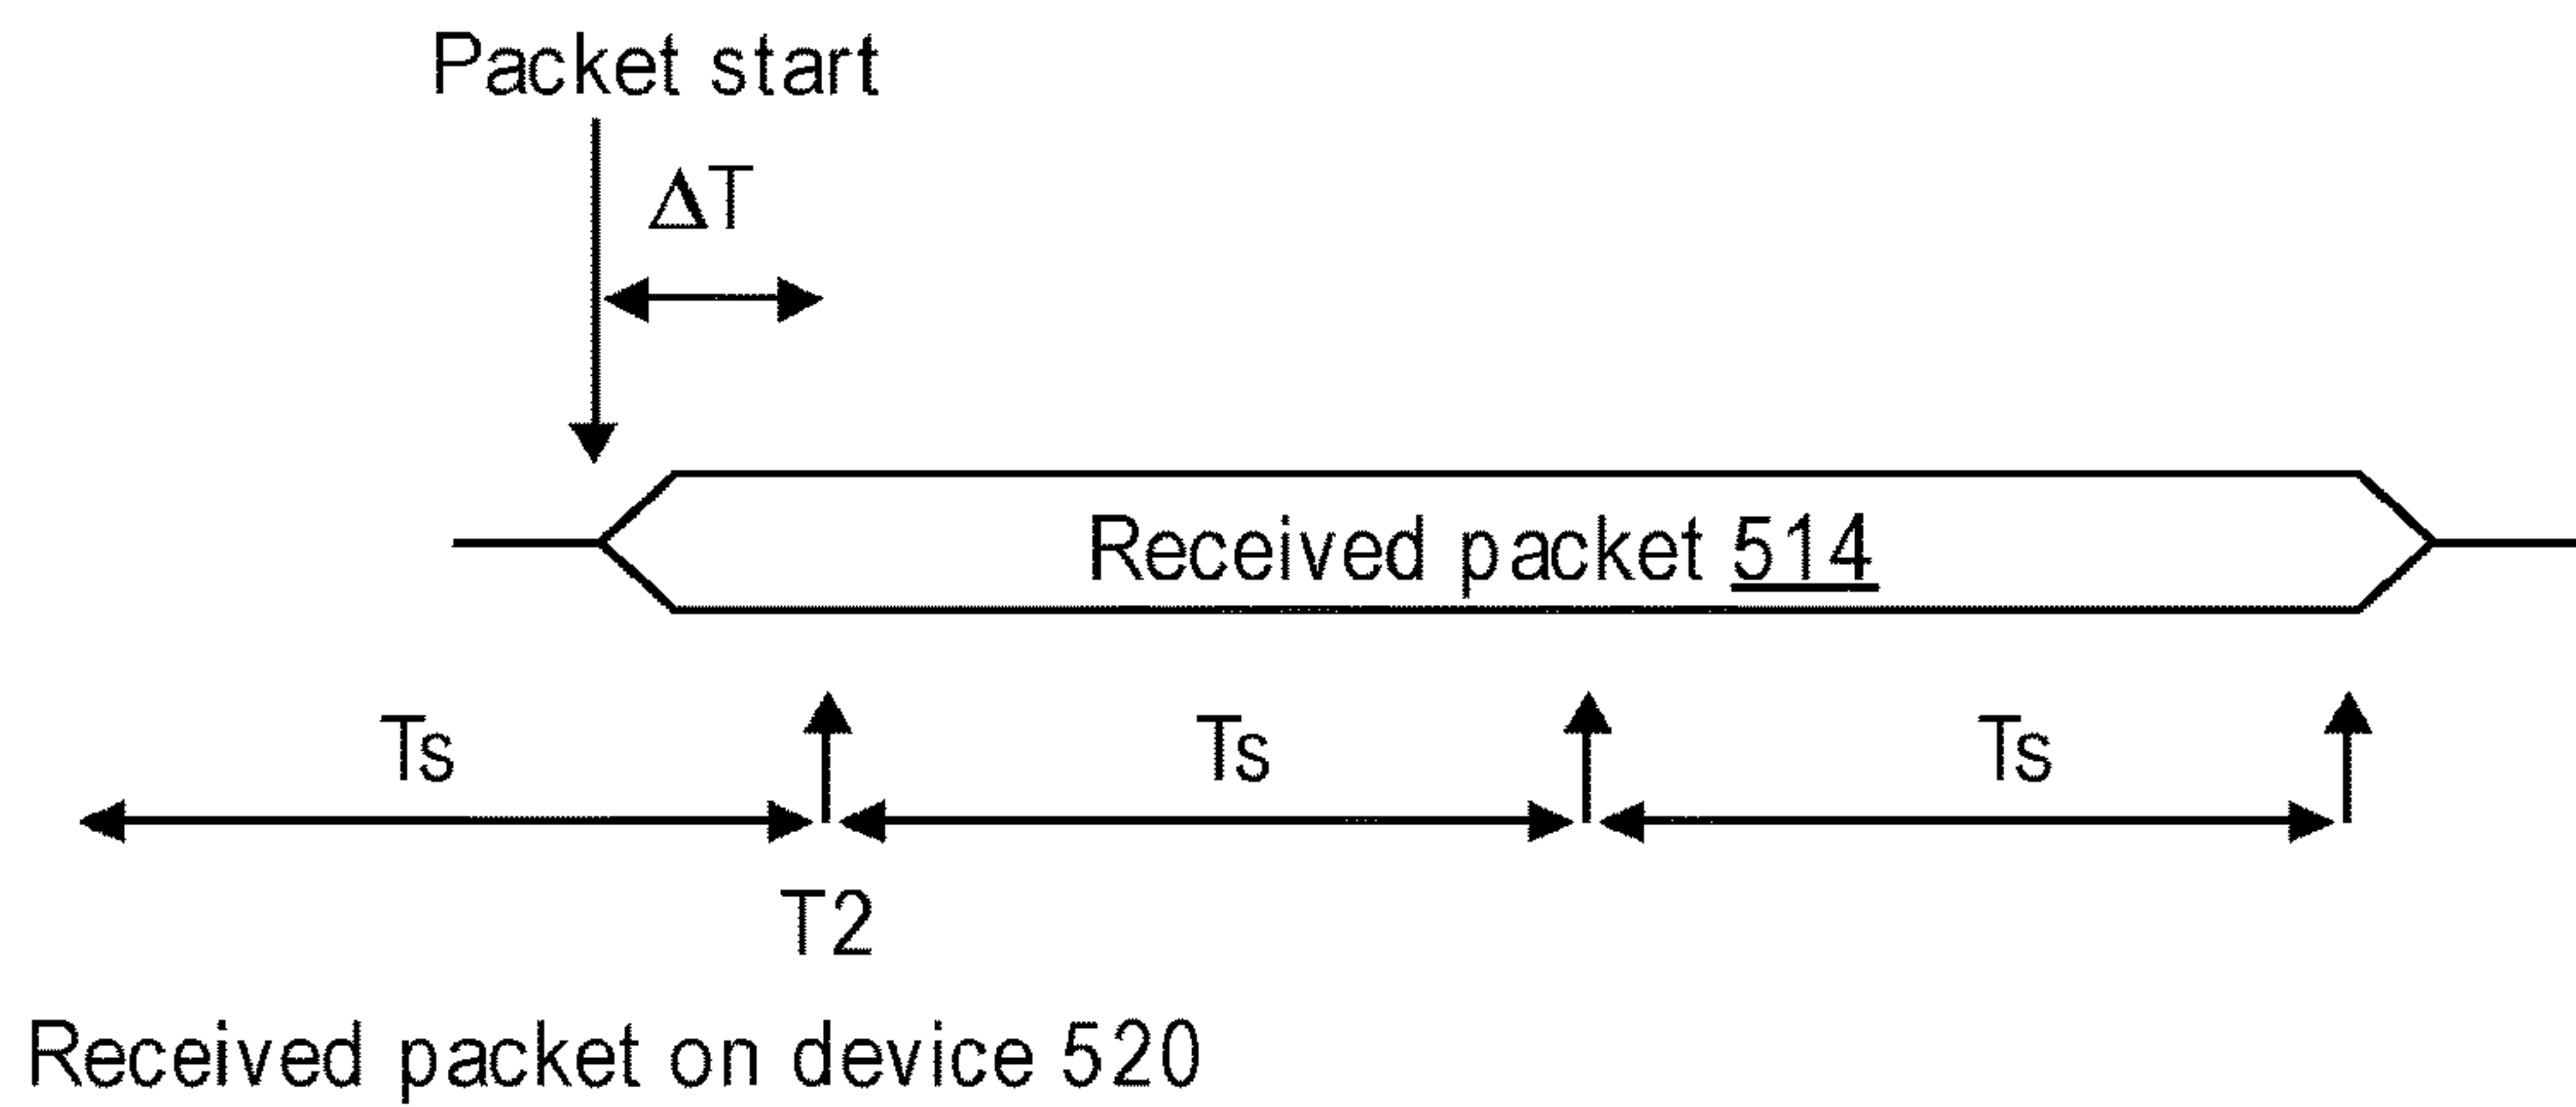 Packet start
ΔT
Received packet 514
Ts Ts Ts
T2
Received packet on device 520